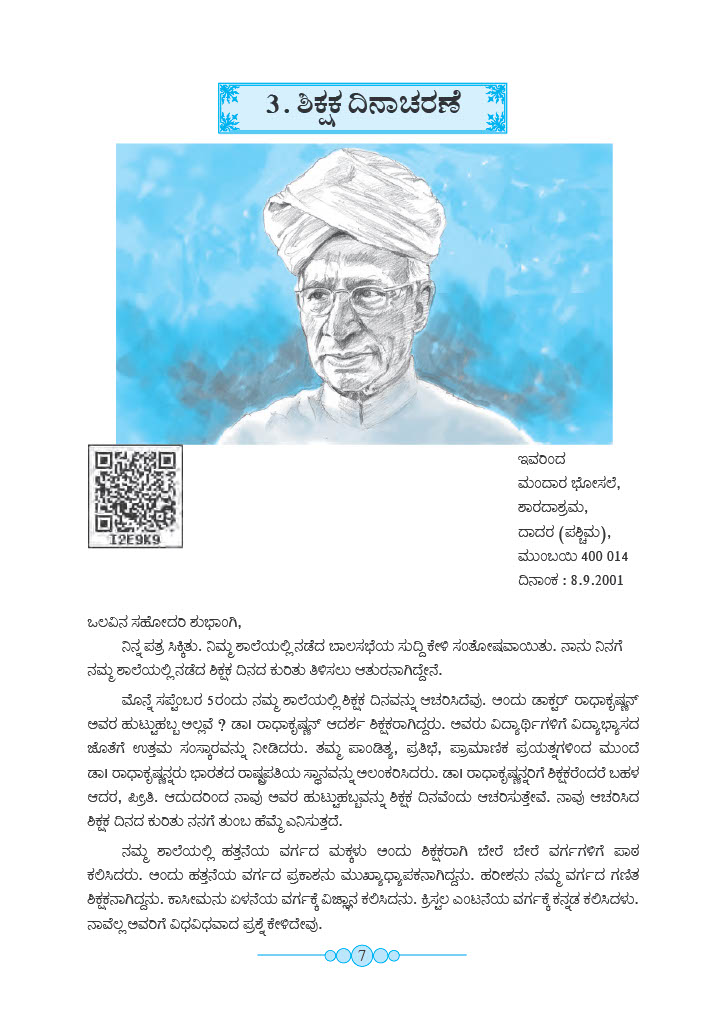 3. ಶಿಕ್ಷಕ ದಿನಾಚರಣೆ
I2E9K9
ಇವರಿಂದ
ಮಂದಾರ ಭೋಸಲೆ,
ಶಾರದಾಶ್ರಮ,
ದಾದರ (ಪಶ್ಚಿಮ),
ಮುಂಬಯಿ 400 014
ದಿನಾಂಕ : 8.9.2001
ಒಲವಿನ ಸಹೋದರಿ ಶುಭಾಂಗಿ,
ನಿನ್ನ ಪತ್ರ ಸಿಕ್ಕಿತು. ನಿಮ್ಮ ಶಾಲೆಯಲ್ಲಿ ನಡೆದ ಬಾಲಸಭೆಯ ಸುದ್ದಿ ಕೇಳಿ ಸಂತೋಷವಾಯಿತು. ನಾನು ನಿನಗೆ
ನಮ್ಮ ಶಾಲೆಯಲ್ಲಿ ನಡೆದ ಶಿಕ್ಷಕ ದಿನದ ಕುರಿತು ತಿಳಿಸಲು ಆತುರನಾಗಿದ್ದೇನೆ.
ಮೊನ್ನೆ ಸಪ್ಟೆಂಬರ 5ರಂದು ನಮ್ಮ ಶಾಲೆಯಲ್ಲಿ ಶಿಕ್ಷಕ ದಿನವನ್ನು ಆಚರಿಸಿದೆವು. ಅಂದು ಡಾಕ್ಟರ್ ರಾಧಾಕೃಷ್ಣನ್
ಅವರ ಹುಟ್ಟುಹಬ್ಬ ಅಲ್ಲವೆ ? ಡಾ। ರಾಧಾಕೃಷ್ಣನ್ ಆದರ್ಶ ಶಿಕ್ಷಕರಾಗಿದ್ದರು. ಅವರು ವಿದ್ಯಾರ್ಥಿಗಳಿಗೆ ವಿದ್ಯಾಭ್ಯಾಸದ
ಜೊತೆಗೆ ಉತ್ತಮ ಸಂಸ್ಕಾರವನ್ನು ನೀಡಿದರು. ತಮ್ಮ ಪಾಂಡಿತ್ಯ, ಪ್ರತಿಭೆ, ಪ್ರಾಮಾಣಿಕ ಪ್ರಯತ್ನಗಳಿಂದ ಮುಂದೆ
ಡಾ। ರಾಧಾಕೃಷ್ಣನ್ನರು ಭಾರತದ ರಾಷ್ಟ್ರಪತಿಯ ಸ್ಥಾನವನ್ನು ಅಲಂಕರಿಸಿದರು. ಡಾ। ರಾಧಾಕೃಷ್ಣನ್ನರಿಗೆ ಶಿಕ್ಷಕರೆಂದರೆ ಬಹಳ
ಆದರ, ಪ್ರೀತಿ. ಆದುದರಿಂದ ನಾವು ಅವರ ಹುಟ್ಟುಹಬ್ಬವನ್ನು ಶಿಕ್ಷಕ ದಿನವೆಂದು ಆಚರಿಸುತ್ತೇವೆ. ನಾವು ಆಚರಿಸಿದ
ಶಿಕ್ಷಕ ದಿನದ ಕುರಿತು ನನಗೆ ತುಂಬ ಹೆಮ್ಮೆ ಎನಿಸುತ್ತದೆ.
ನಮ್ಮ ಶಾಲೆಯಲ್ಲಿ ಹತ್ತನೆಯ ವರ್ಗದ ಮಕ್ಕಳು ಅಂದು ಶಿಕ್ಷಕರಾಗಿ ಬೇರೆ ಬೇರೆ ವರ್ಗಗಳಿಗೆ ಪಾಠ
ಕಲಿಸಿದರು. ಅಂದು ಹತ್ತನೆಯ ವರ್ಗದ ಪ್ರಕಾಶನು ಮುಖ್ಯಾಧ್ಯಾಪಕನಾಗಿದ್ದನು. ಹರೀಶನು ನಮ್ಮ ವರ್ಗದ ಗಣಿತ
ಶಿಕ್ಷಕನಾಗಿದ್ದನು. ಕಾಸೀಮನು ಏಳನೆಯ ವರ್ಗಕ್ಕೆ ವಿಜ್ಞಾನ ಕಲಿಸಿದನು. ಕ್ರಿಸ್ಟಲ ಎಂಟನೆಯ ವರ್ಗಕ್ಕೆ ಕನ್ನಡ ಕಲಿಸಿದಳು.
ನಾವೆಲ್ಲ ಅವರಿಗೆ ವಿಧವಿಧವಾದ ಪ್ರಶ್ನೆ ಕೇಳಿದೇವು.
7